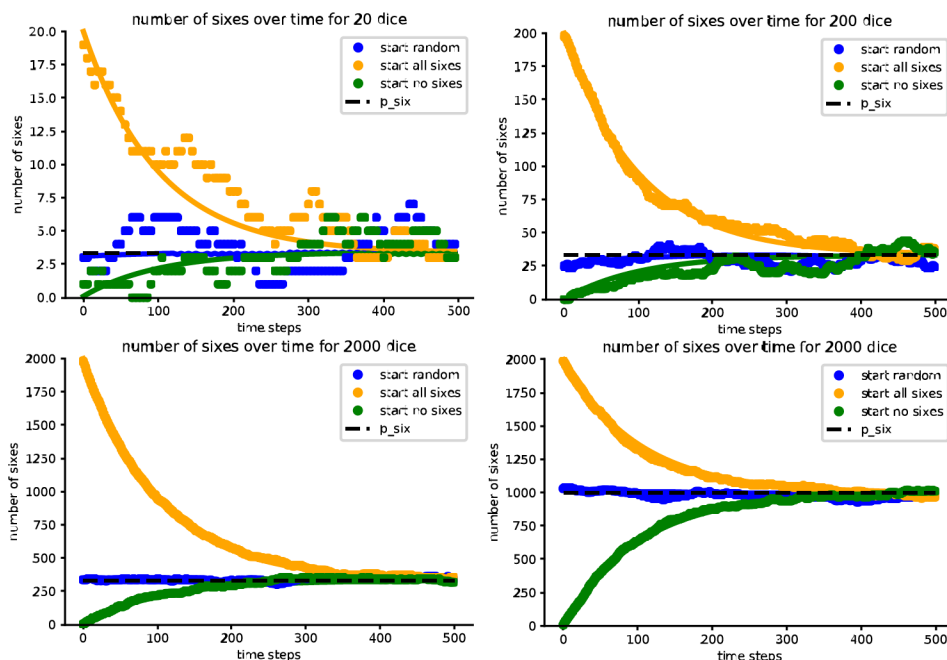 number of sixes over time for 20 dice
number of sixes
20.0
17.5
15.0
12.5
10.0
7.5
5.0
2.5
0.0
start random
start all sixes
start no sixes
p_six
0
100
200
300
400
500
time steps
number of sixes over time for 200 dice
number of sixes
200
175
150
125
100
75
50
25
0
start random
start all sixes
start no sixes
p_six
0
100
200
300
400
500
time steps
number of sixes over time for 2000 dice
number of sixes
2000
1750
1500
1250
1000
750
500
250
0
start random
start all sixes
start no sixes
p_six
0
100
200
300
400
500
time steps
number of sixes over time for 2000 dice
number of sixes
2000
1750
1500
1250
1000
750
500
250
0
start random
start all sixes
start no sixes
p_six
0
100
200
300
400
500
time steps